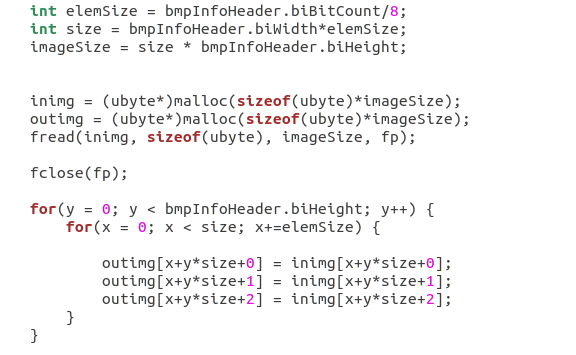 int elemSize = bmpInfoHeader.biBitCount/8;
int size = bmpInfoHeader.biWidth*elemSize;
imageSize = size * bmpInfoHeader.biHeight;
inimg = (ubyte*)malloc(sizeof(ubyte)*imageSize);
outimg = (ubyte*)malloc(sizeof(ubyte)*imageSize);
fread(inimg, sizeof(ubyte), imageSize, fp);
fclose(fp);
for(y = 0; y < bmpInfoHeader.biHeight; y++) {
for(x = 0; x < size; x+=elemSize) {
outimg[x+y*size+0] = inimg[x+y*size+0];
outimg[x+y*size+1] = inimg[x+y*size+1];
outimg[x+y*size+2] = inimg[x+y*size+2];
}
}